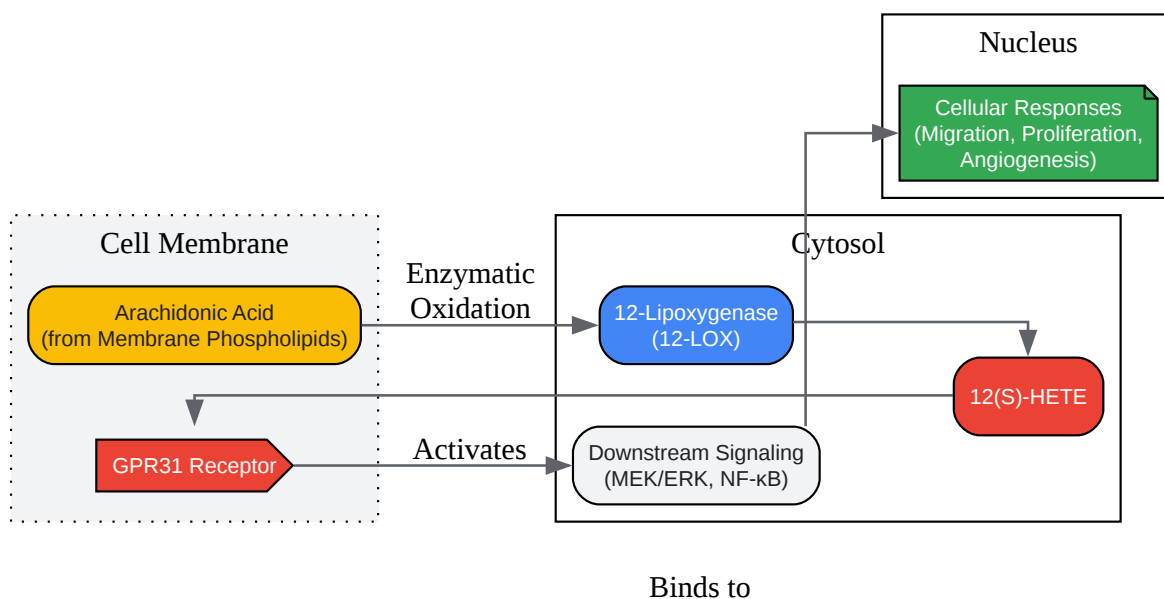 Nucleus
Cellular Responses
(Migration, Proliferation,
Angiogenesis)
Cell Membrane
Cytosol
Arachidonic Acid
(from Membrane Phospholipids)
Enzymatic
Oxidation
12-Lipoxygenase
(12-LOX)
12(S)-HETE
GPR31 Receptor
Activates
Downstream Signaling
(MEK/ERK, NF-κB)
Binds to